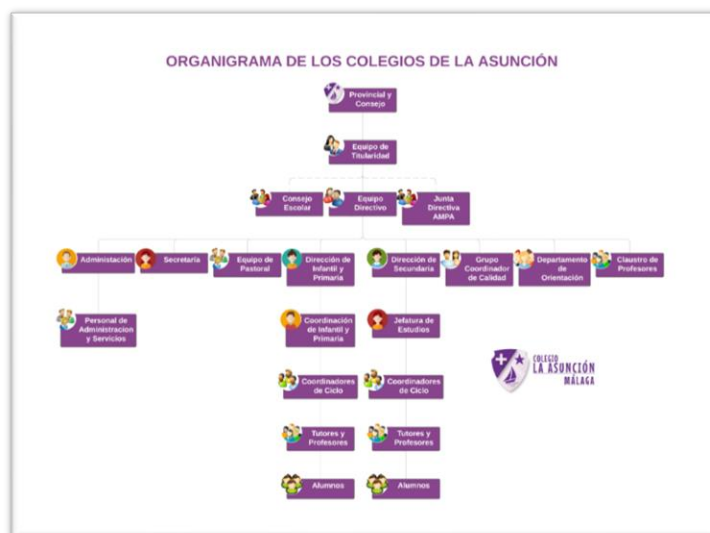 ORGANIGRAMA DE LOS COLEGIOS DE LA ASUNCIÓN
Provincial y
Consejo
Equipo de
Titularidad
Consejo
Escolar
Equipo
Directivo
Junta
Directiva
AMPA
Administación
Secretaría
Equipo de
Pastoral
Dirección de
Infantil y
Primaria
Dirección de
Secundaria
Grupo
Coordinador
de Calidad
Departamento
de
Orientación
Claustro de
Profesores
Personal de
Administracion
y Servicios
Coordinación
de Infantil y
Primaria
Jefatura de
Estudios
Coordinadores
de Ciclo
Coordinadores
de Ciclo
Tutores y
Profesores
Tutores y
Profesores
Alumnos
Alumnos
COLEGIO
LA ASUNCIÓN
MÁLAGA